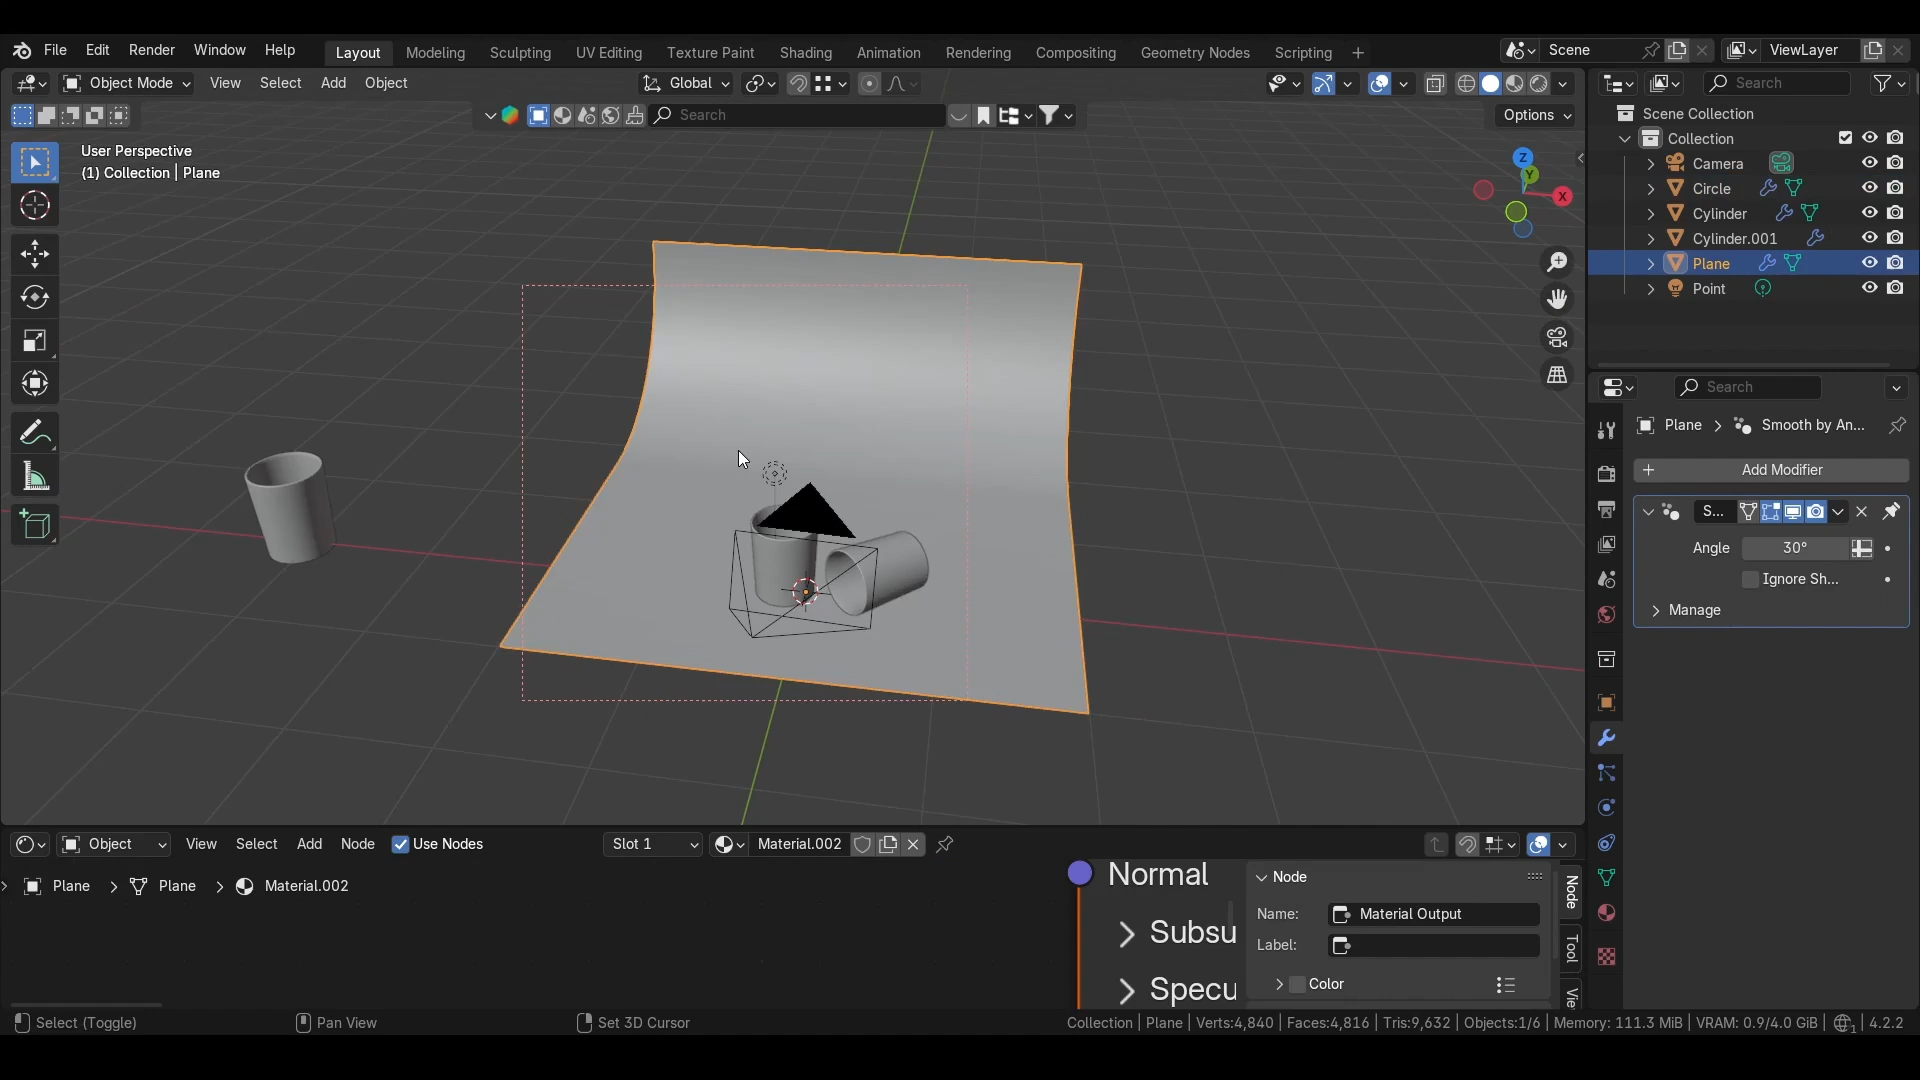 File Edit Render Window Help Layout Modeling Sculpting UV Editing Texture Paint Shading Animation Rendering Compositing Geometry Nodes Scripting + Scene ViewLayer
Object Mode View Select Add Object Global Search
Search Options
User Perspective
(1) Collection | Plane
Z
Y
X
Scene Collection
Collection
Camera
Circle
Cylinder
Cylinder.001
Plane
Point
Search
Plane > Smooth by An...
+ Add Modifier
S...
Angle 30°
Ignore Sh...
Manage
Object View Select Add Node Use Nodes Slot 1 Material.002
Plane > Plane > Material.002
Normal
Subsu
Specu
Node
Name: Material Output
Label:
Color
Node
Tool
Vie
Select (Toggle) Pan View Set 3D Cursor Collection | Plane | Verts:4,840 | Faces:4,816 | Tris:9,632 | Objects:1/6 | Memory: 111.3 MiB | VRAM: 0.9/4.0 GiB | 1 | 4.2.2